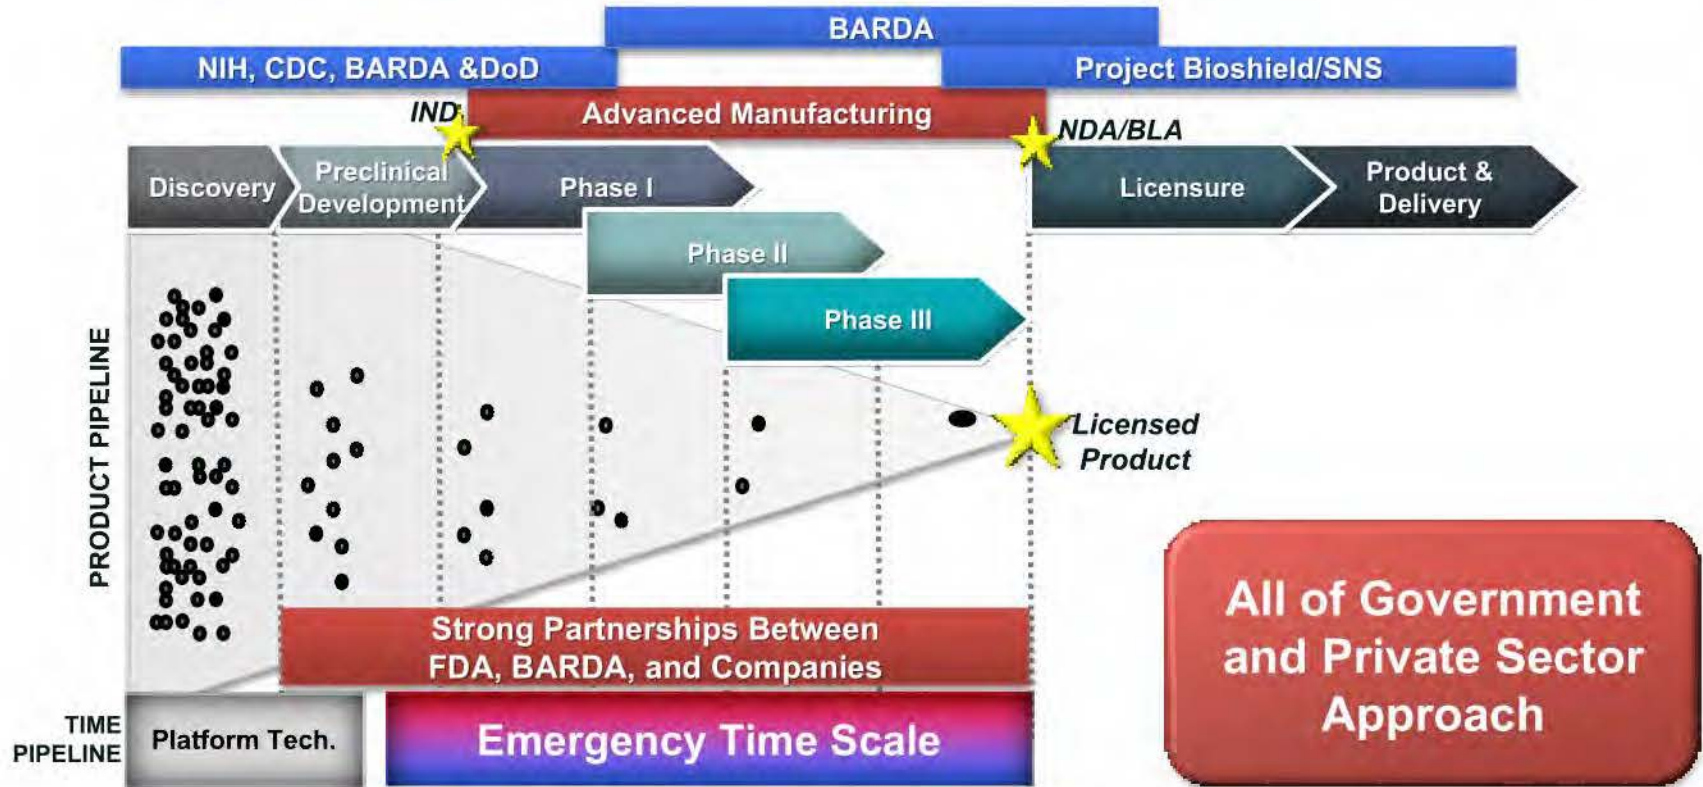 BARDA
NIH, CDC, BARDA &DoD
Project Bioshield/SNS
IND
Advanced Manufacturing
NDA/BLA
Discovery
Preclinical
Development
Phase I
Licensure
Product &
Delivery
Phase II
Phase III
PRODUCT PIPELINE
Licensed
Product
Strong Partnerships Between
FDA, BARDA, and Companies
All of Government
and Private Sector
Approach
TIME
PIPELINE
Platform Tech.
Emergency Time Scale